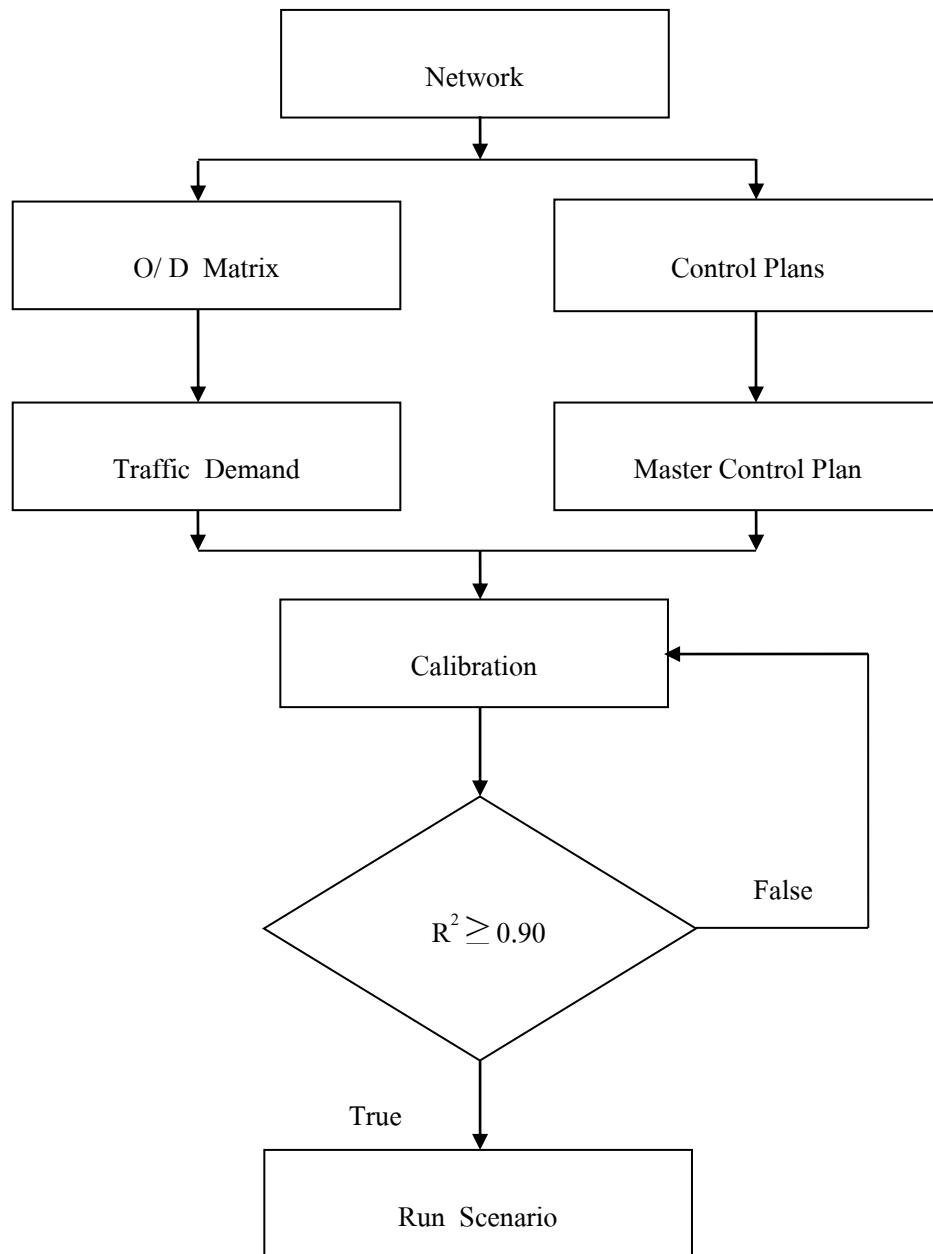 Network
O/ D Matrix
Control Plans
Traffic Demand
Master Control Plan
Calibration
False
R² ≥ 0.90
True
Run Scenario